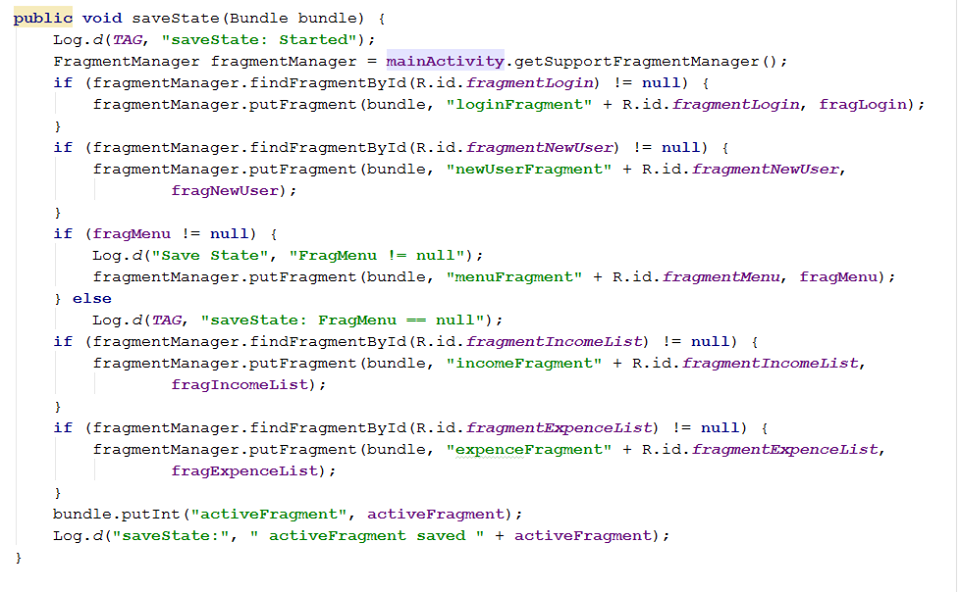 public void saveState(Bundle bundle) {
    Log.d(TAG, "saveState: Started");
    FragmentManager fragmentManager = mainActivity.getSupportFragmentManager();
    if (fragmentManager.findFragmentById(R.id.fragmentLogin) != null) {
        fragmentManager.putFragment(bundle, "loginFragment" + R.id.fragmentLogin, fragLogin);
    }
    if (fragmentManager.findFragmentById(R.id.fragmentNewUser) != null) {
        fragmentManager.putFragment(bundle, "newUserFragment" + R.id.fragmentNewUser,
                fragNewUser);
    }
    if (fragMenu != null) {
        Log.d("Save State", "FragMenu != null");
        fragmentManager.putFragment(bundle, "menuFragment" + R.id.fragmentMenu, fragMenu);
    } else
        Log.d(TAG, "saveState: FragMenu == null");
    if (fragmentManager.findFragmentById(R.id.fragmentIncomeList) != null) {
        fragmentManager.putFragment(bundle, "incomeFragment" + R.id.fragmentIncomeList,
                fragIncomeList);
    }
    if (fragmentManager.findFragmentById(R.id.fragmentExpenceList) != null) {
        fragmentManager.putFragment(bundle, "expenceFragment" + R.id.fragmentExpenceList,
                fragExpenceList);
    }
    bundle.putInt("activeFragment", activeFragment);
    Log.d("saveState:", " activeFragment saved " + activeFragment);
}